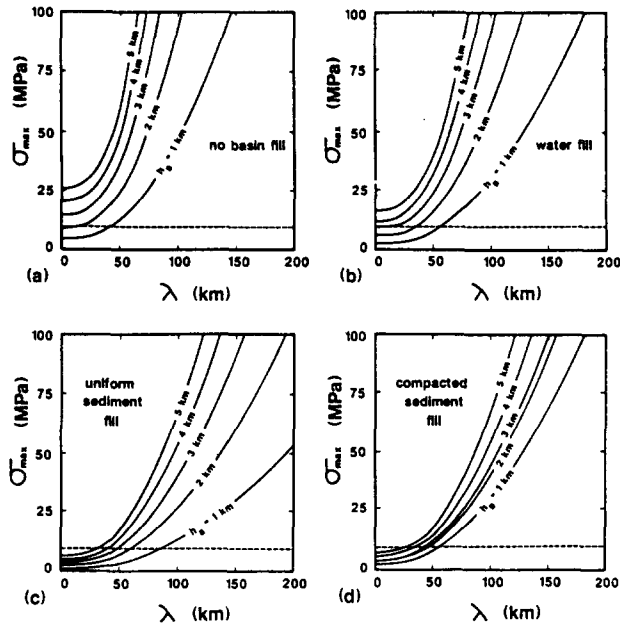 100
75
50
25
0
σmax (MPa)
5 km
4 km
3 km
2 km
hB = 1 km
no basin fill
0 50 100 150 200
(a)
λ (km)
100
75
50
25
0
σmax (MPa)
5 km
4 km
3 km
2 km
hB = 1 km
water fill
0 50 100 150 200
(b)
λ (km)
100
75
50
25
0
σmax (MPa)
uniform
sediment
fill
5 km
4 km
3 km
2 km
hB = 1 km
0 50 100 150 200
(c)
λ (km)
100
75
50
25
0
σmax (MPa)
compacted
sediment
fill
5 km
4 km
3 km
2 km
hB = 1 km
0 50 100 150 200
(d)
λ (km)